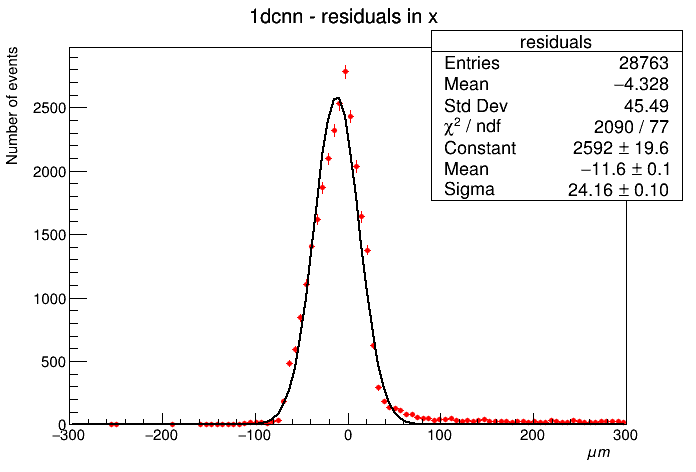 1dcnn - residuals in x
residuals
Entries 28763
Mean −4.328
Std Dev 45.49
χ² / ndf 2090 / 77
Constant 2592 ± 19.6
Mean −11.6 ± 0.1
Sigma 24.16 ± 0.10
Number of events
2500
2000
1500
1000
500
0
−300 −200 −100 0 100 200 300
μm